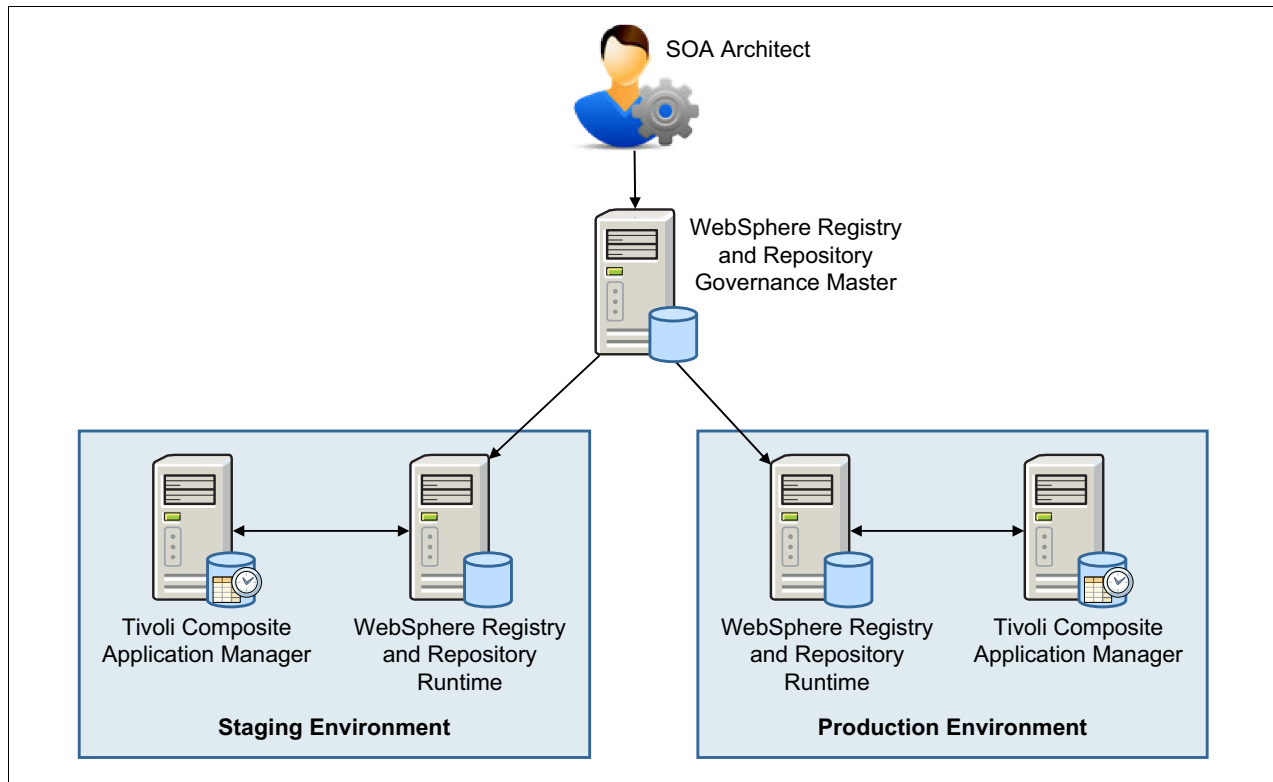 SOA Architect
WebSphere Registry
and Repository
Governance Master
Tivoli Composite
Application Manager
WebSphere Registry
and Repository
Runtime
Staging Environment
WebSphere Registry
and Repository
Runtime
Tivoli Composite
Application Manager
Production Environment